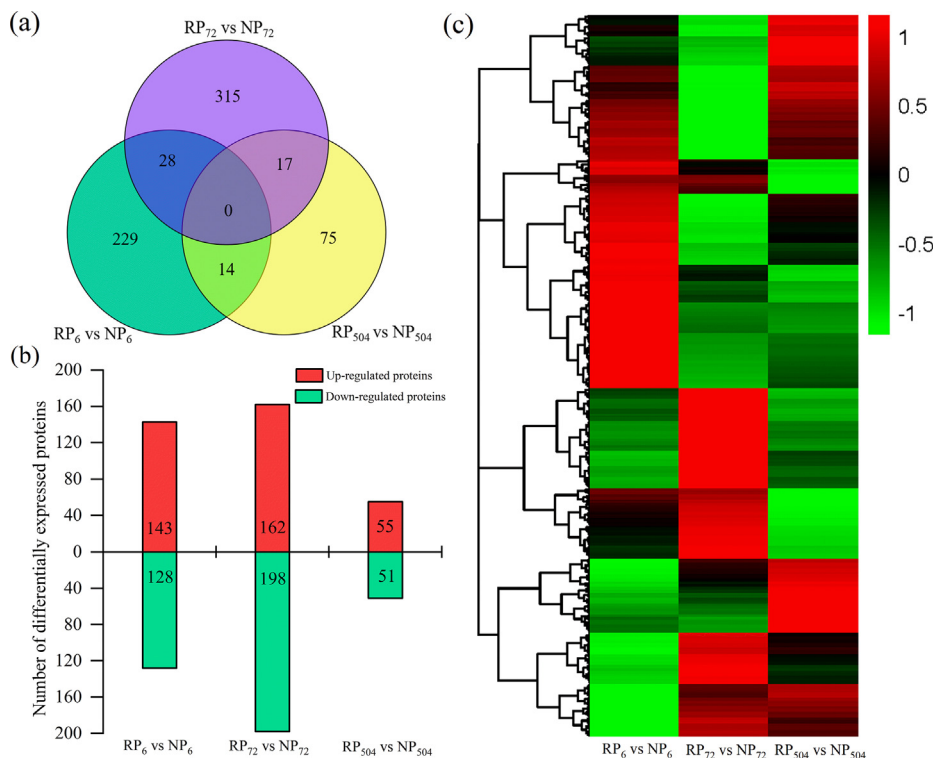 (a)
RP72 vs NP72
315
28
17
0
229
75
14
RP6 vs NP6
RP504 vs NP504
(b)
Number of differentially expressed proteins
200
160
120
80
40
0
40
80
120
160
200
Up-regulated proteins
Down-regulated proteins
143
162
55
128
198
51
RP6 vs NP6
RP72 vs NP72
RP504 vs NP504
(c)
1
0.5
0
-0.5
-1
RP6 vs NP6
RP72 vs NP72
RP504 vs NP504